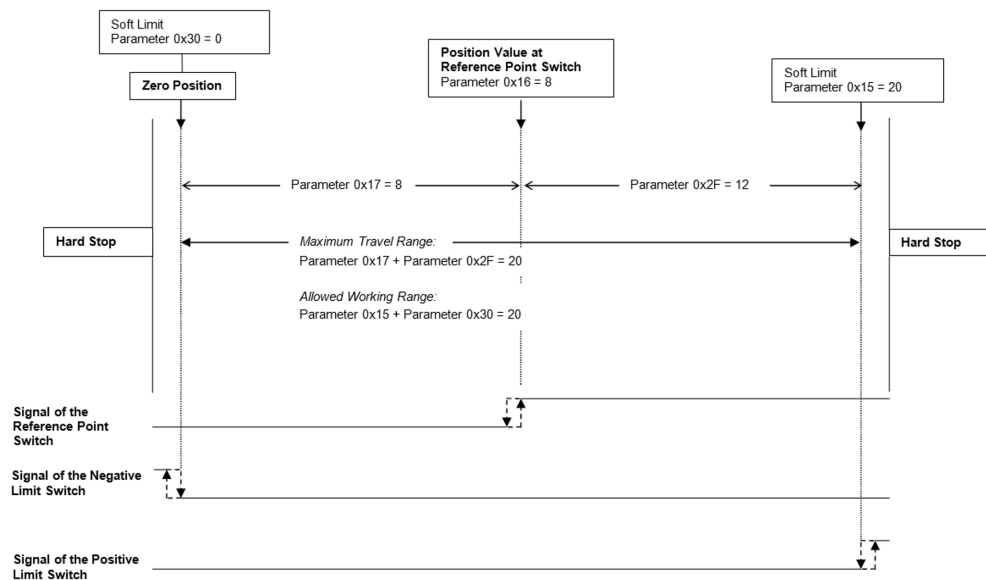 Soft Limit
Parameter 0x30 = 0
Zero Position
Position Value at
Reference Point Switch
Parameter 0x16 = 8
Soft Limit
Parameter 0x15 = 20
Parameter 0x17 = 8
Parameter 0x2F = 12
Hard Stop
Maximum Travel Range:
Parameter 0x17 + Parameter 0x2F = 20
Hard Stop
Allowed Working Range:
Parameter 0x15 + Parameter 0x30 = 20
Signal of the
Reference Point
Switch
Signal of the Negative
Limit Switch
Signal of the Positive
Limit Switch